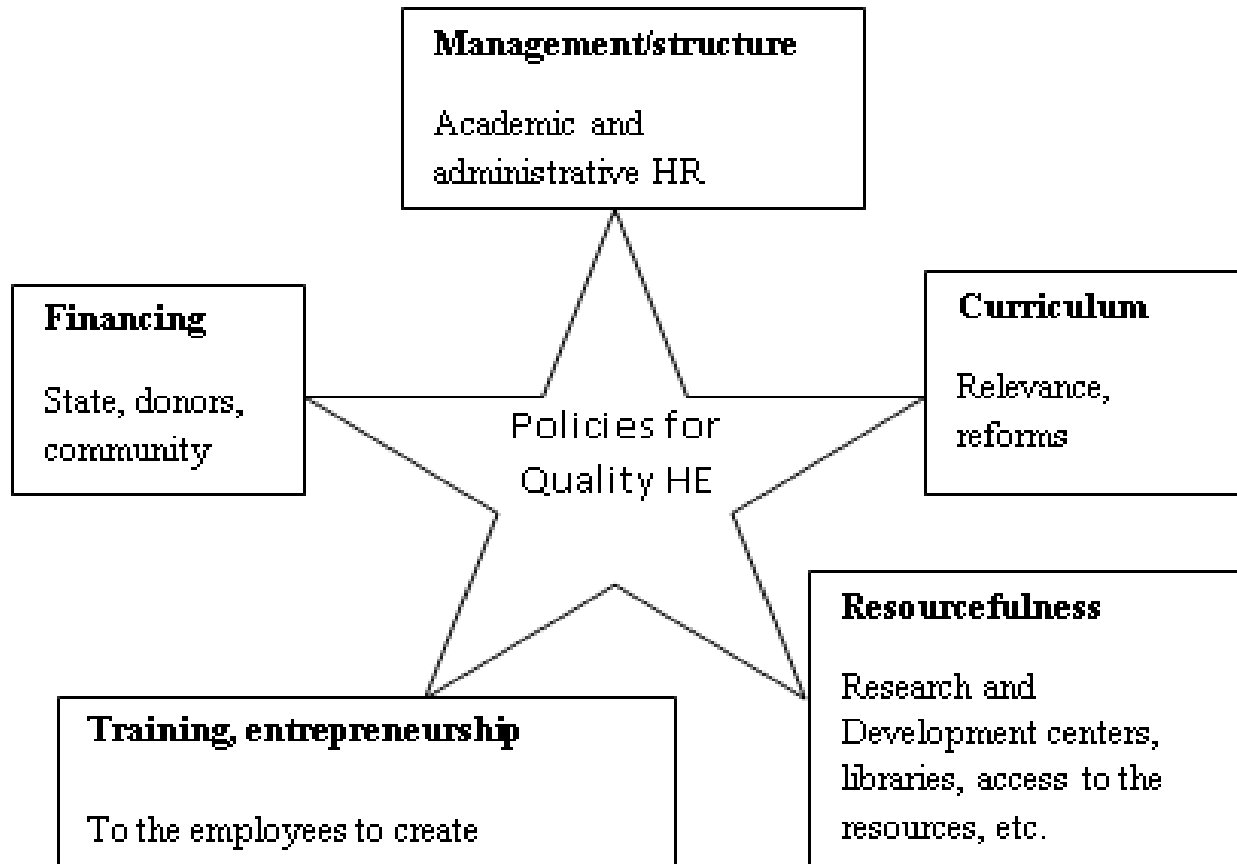 Management/structure
Academic and
administrative HR
Financing
State, donors,
community
Curriculum
Relevance,
reforms
Policies for
Quality HE
Resourcefulness
Research and
Development centers,
libraries, access to the
resources, etc.
Training, entrepreneurship
To the employees to create